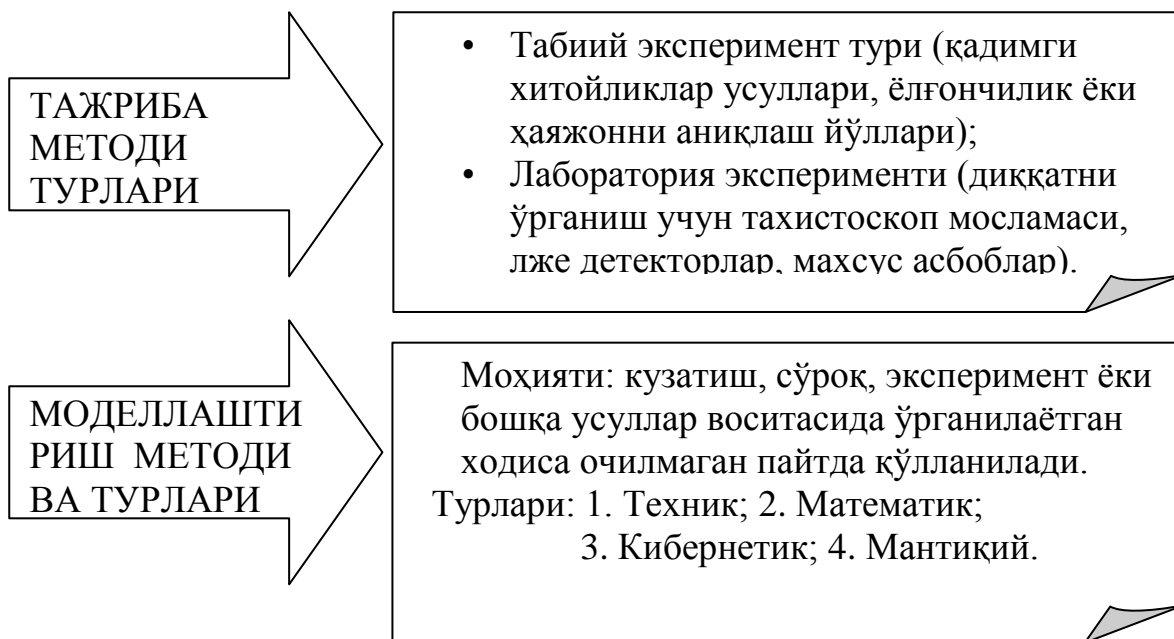 ТАЖРИБА
МЕТОДИ
ТУРЛАРИ
• Табиий эксперимент тури (қадимги
хитойликлар усуллари, ёлғончилик ёки
ҳаяжонни аниқлаш йўллари);
• Лаборатория эксперименти (диққатни
ўрганиш учун тахистоскоп мосламаси,
лже детекторлар, махсус асбоблар).
МОДЕЛЛАШТИ
РИШ МЕТОДИ
ВА ТУРЛАРИ
Моҳияти: кузатиш, сўроқ, эксперимент ёки
бошқа усуллар воситасида ўрганилаётган
ходиса очилмаган пайтда қўлланилади.
Турлари: 1. Техник; 2. Математик;
3. Кибернетик; 4. Мантиқий.